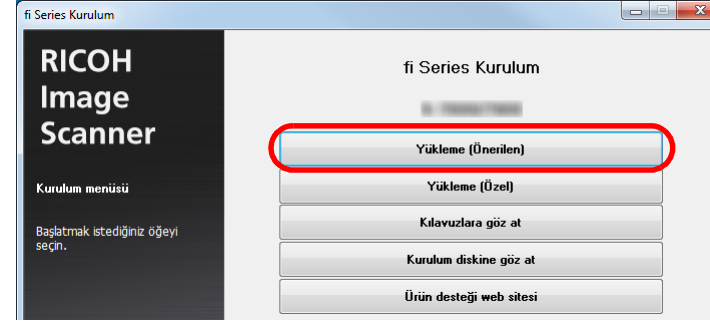 fi Series Kurulum
RICOH
Image
Scanner
Kurulum menüsü
Başlatmak istediğiniz öğeyi
seçin.
fi Series Kurulum
Yükleme (Önerilen)
Yükleme (Özel)
Kılavuzlara göz at
Kurulum diskine göz at
Ürün desteği web sitesi